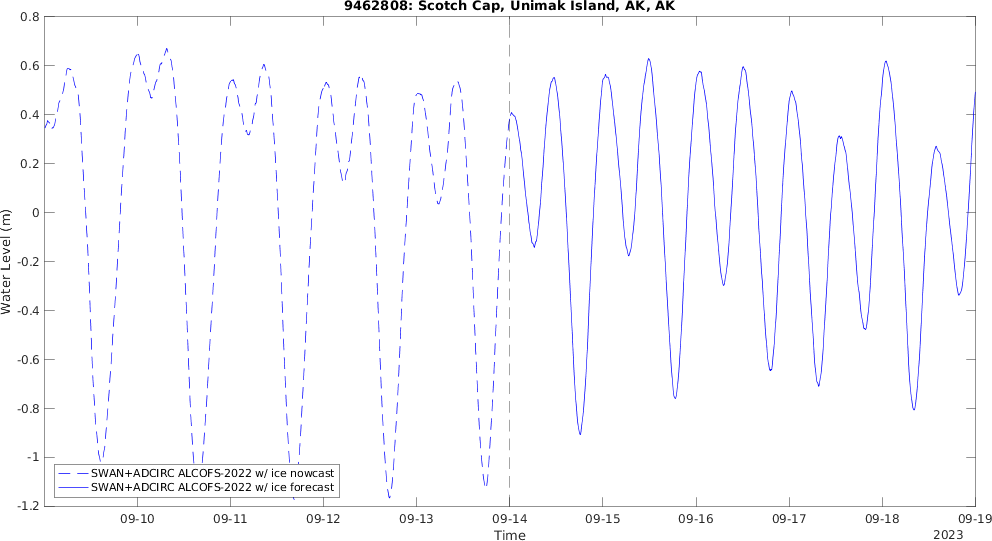 9462808: Scotch Cap, Unimak Island, AK, AK
0.8
0.6
0.4
0.2
0
-0.2
-0.4
-0.6
-0.8
-1
-1.2
Water Level (m)
SWAN+ADCIRC ALCOFS-2022 w/ ice nowcast
SWAN+ADCIRC ALCOFS-2022 w/ ice forecast
09-10 09-11 09-12 09-13 09-14 09-15 09-16 09-17 09-18 09-19
Time
2023